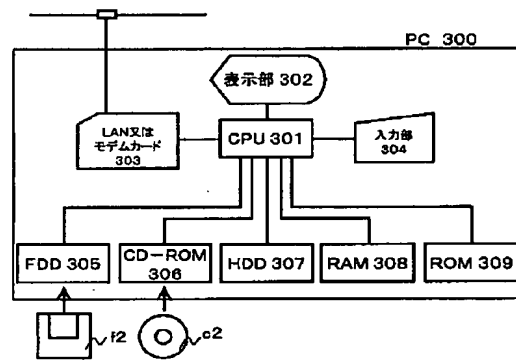 PC 300
表示部 302
LAN又は
モデムカード
303
CPU 301
入力部
304
FDD 305
CD-ROM
306
HDD 307
RAM 308
ROM 309
f2
c2